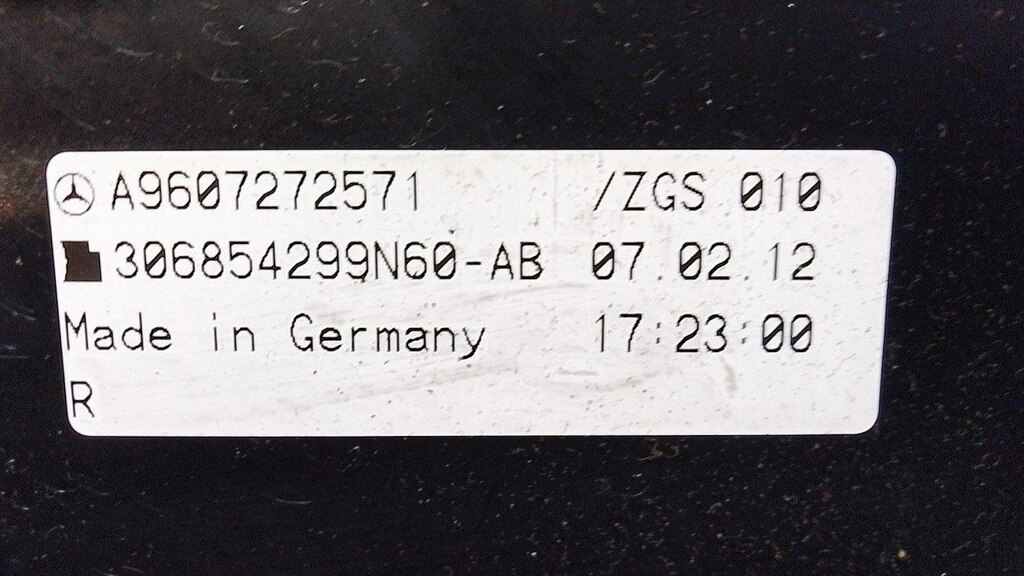 A9607272571 /ZGS 010
306854299N60-AB 07.02.12
Made in Germany 17:23:00
R